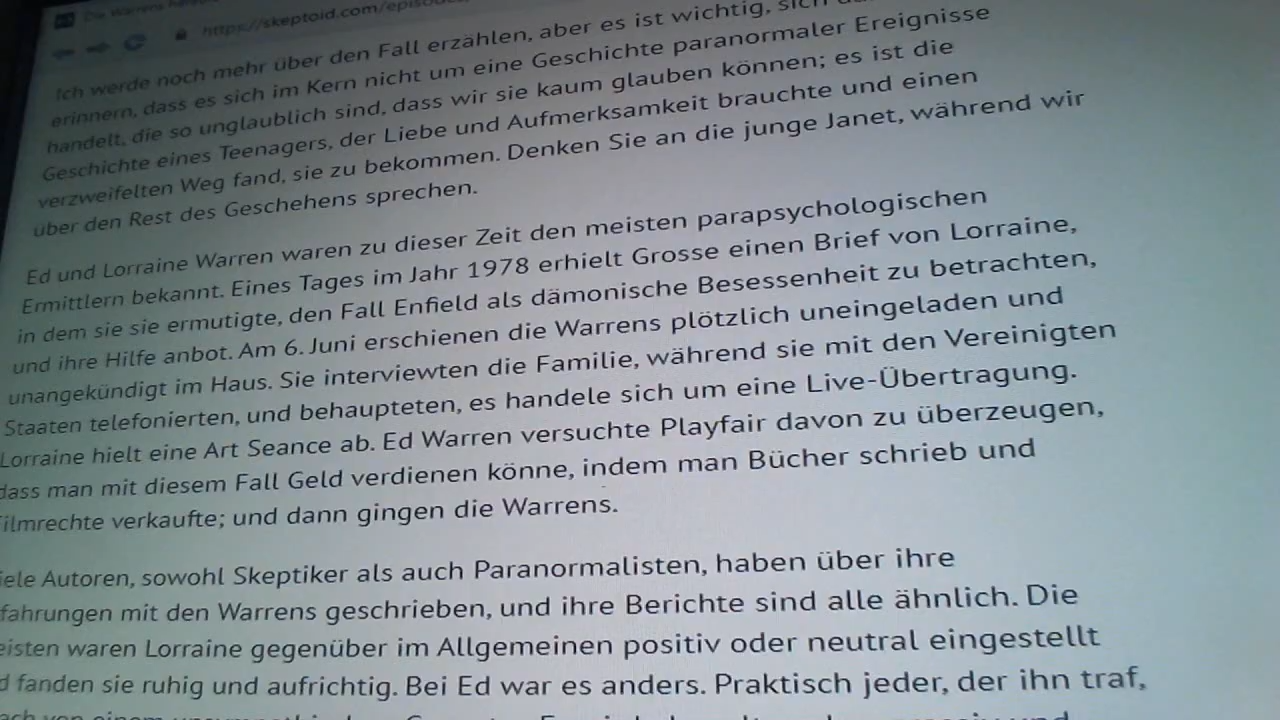 Die Warrens
https://skeptoid.com/episodes
Ich werde noch mehr über den Fall erzählen, aber es ist wichtig, sich
erinnern, dass es sich im Kern nicht um eine Geschichte paranormaler Ereignisse
handelt, die so unglaublich sind, dass wir sie kaum glauben können; es ist die
Geschichte eines Teenagers, der Liebe und Aufmerksamkeit brauchte und einen
verzweifelten Weg fand, sie zu bekommen. Denken Sie an die junge Janet, während wir
über den Rest des Geschehens sprechen.
Ed und Lorraine Warren waren zu dieser Zeit den meisten parapsychologischen
Ermittlern bekannt. Eines Tages im Jahr 1978 erhielt Grosse einen Brief von Lorraine,
in dem sie sie ermutigte, den Fall Enfield als dämonische Besessenheit zu betrachten,
und ihre Hilfe anbot. Am 6. Juni erschienen die Warrens plötzlich uneingeladen und
unangekündigt im Haus. Sie interviewten die Familie, während sie mit den Vereinigten
Staaten telefonierten, und behaupteten, es handele sich um eine Live-Übertragung.
Lorraine hielt eine Art Seance ab. Ed Warren versuchte Playfair davon zu überzeugen,
dass man mit diesem Fall Geld verdienen könne, indem man Bücher schrieb und
ilmrechte verkaufte; und dann gingen die Warrens.
iele Autoren, sowohl Skeptiker als auch Paranormalisten, haben über ihre
fahrungen mit den Warrens geschrieben, und ihre Berichte sind alle ähnlich. Die
eisten waren Lorraine gegenüber im Allgemeinen positiv oder neutral eingestellt
d fanden sie ruhig und aufrichtig. Bei Ed war es anders. Praktisch jeder, der ihn traf,